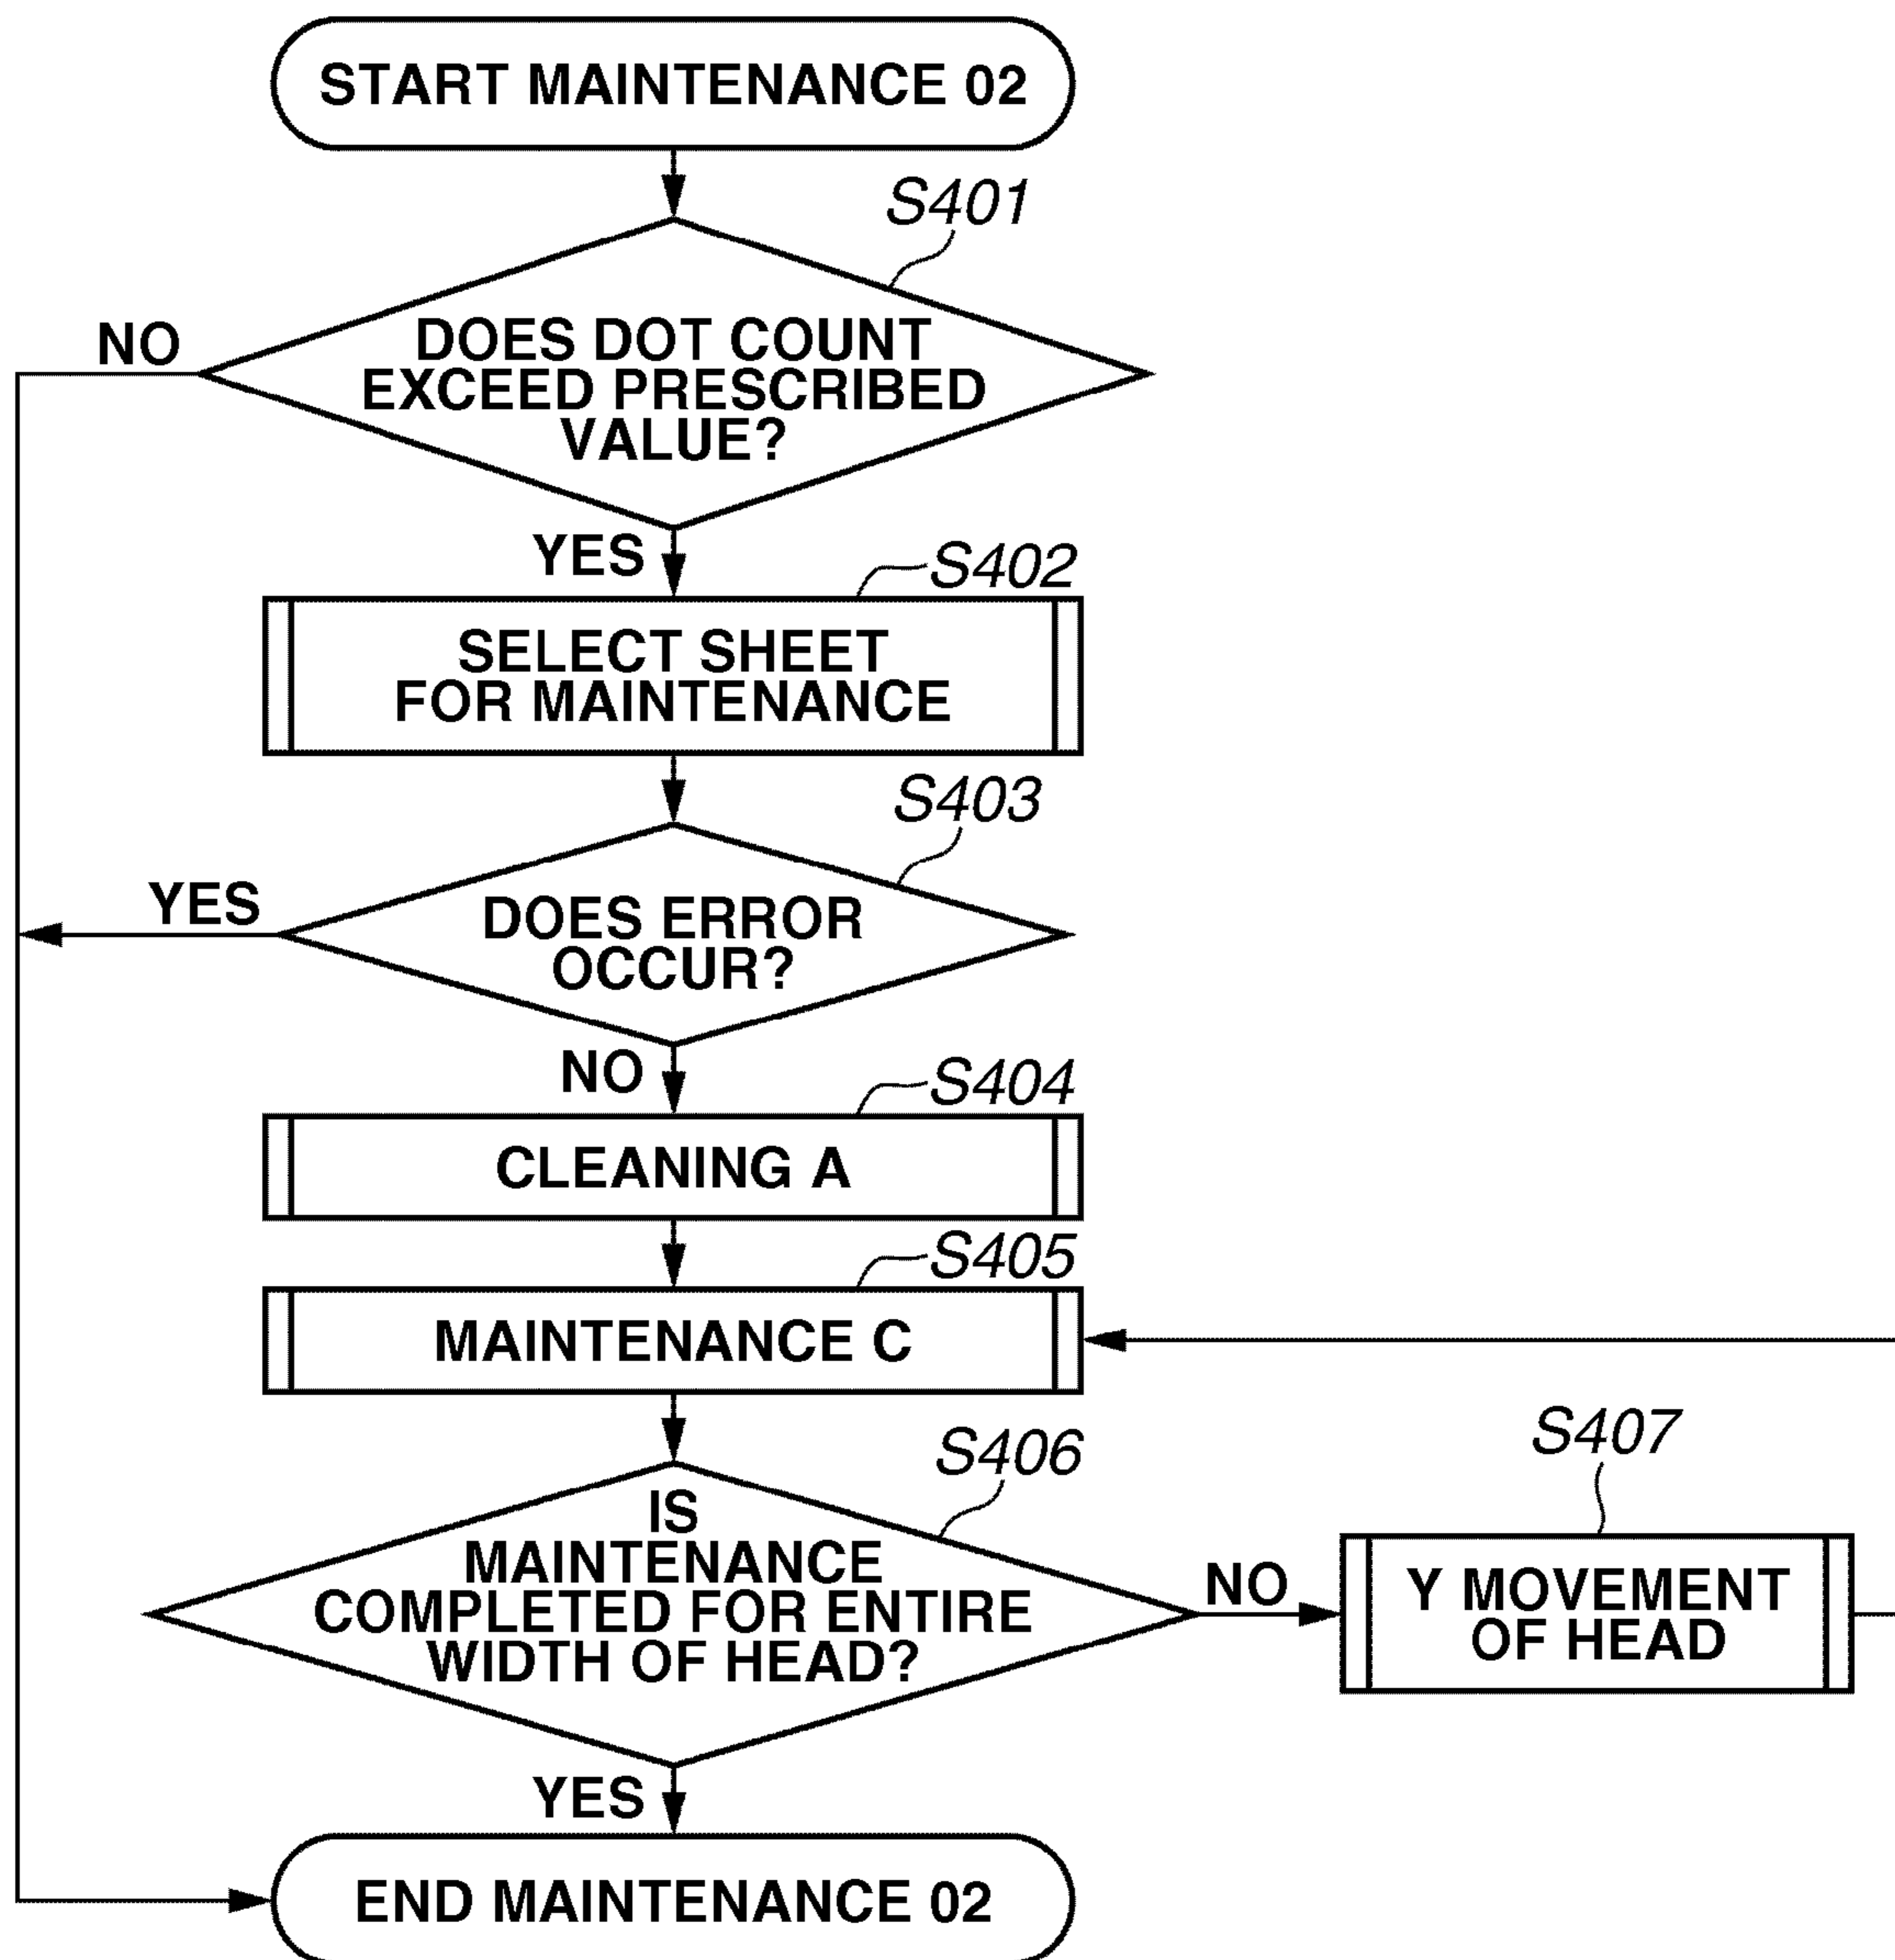 START MAINTENANCE 02
S401
NO
DOES DOT COUNT
EXCEED PRESCRIBED
VALUE?
YES
S402
SELECT SHEET
FOR MAINTENANCE
S403
YES
DOES ERROR
OCCUR?
NO
S404
CLEANING A
S405
MAINTENANCE C
S406
IS
MAINTENANCE
COMPLETED FOR ENTIRE
WIDTH OF HEAD?
NO
S407
Y MOVEMENT
OF HEAD
YES
END MAINTENANCE 02